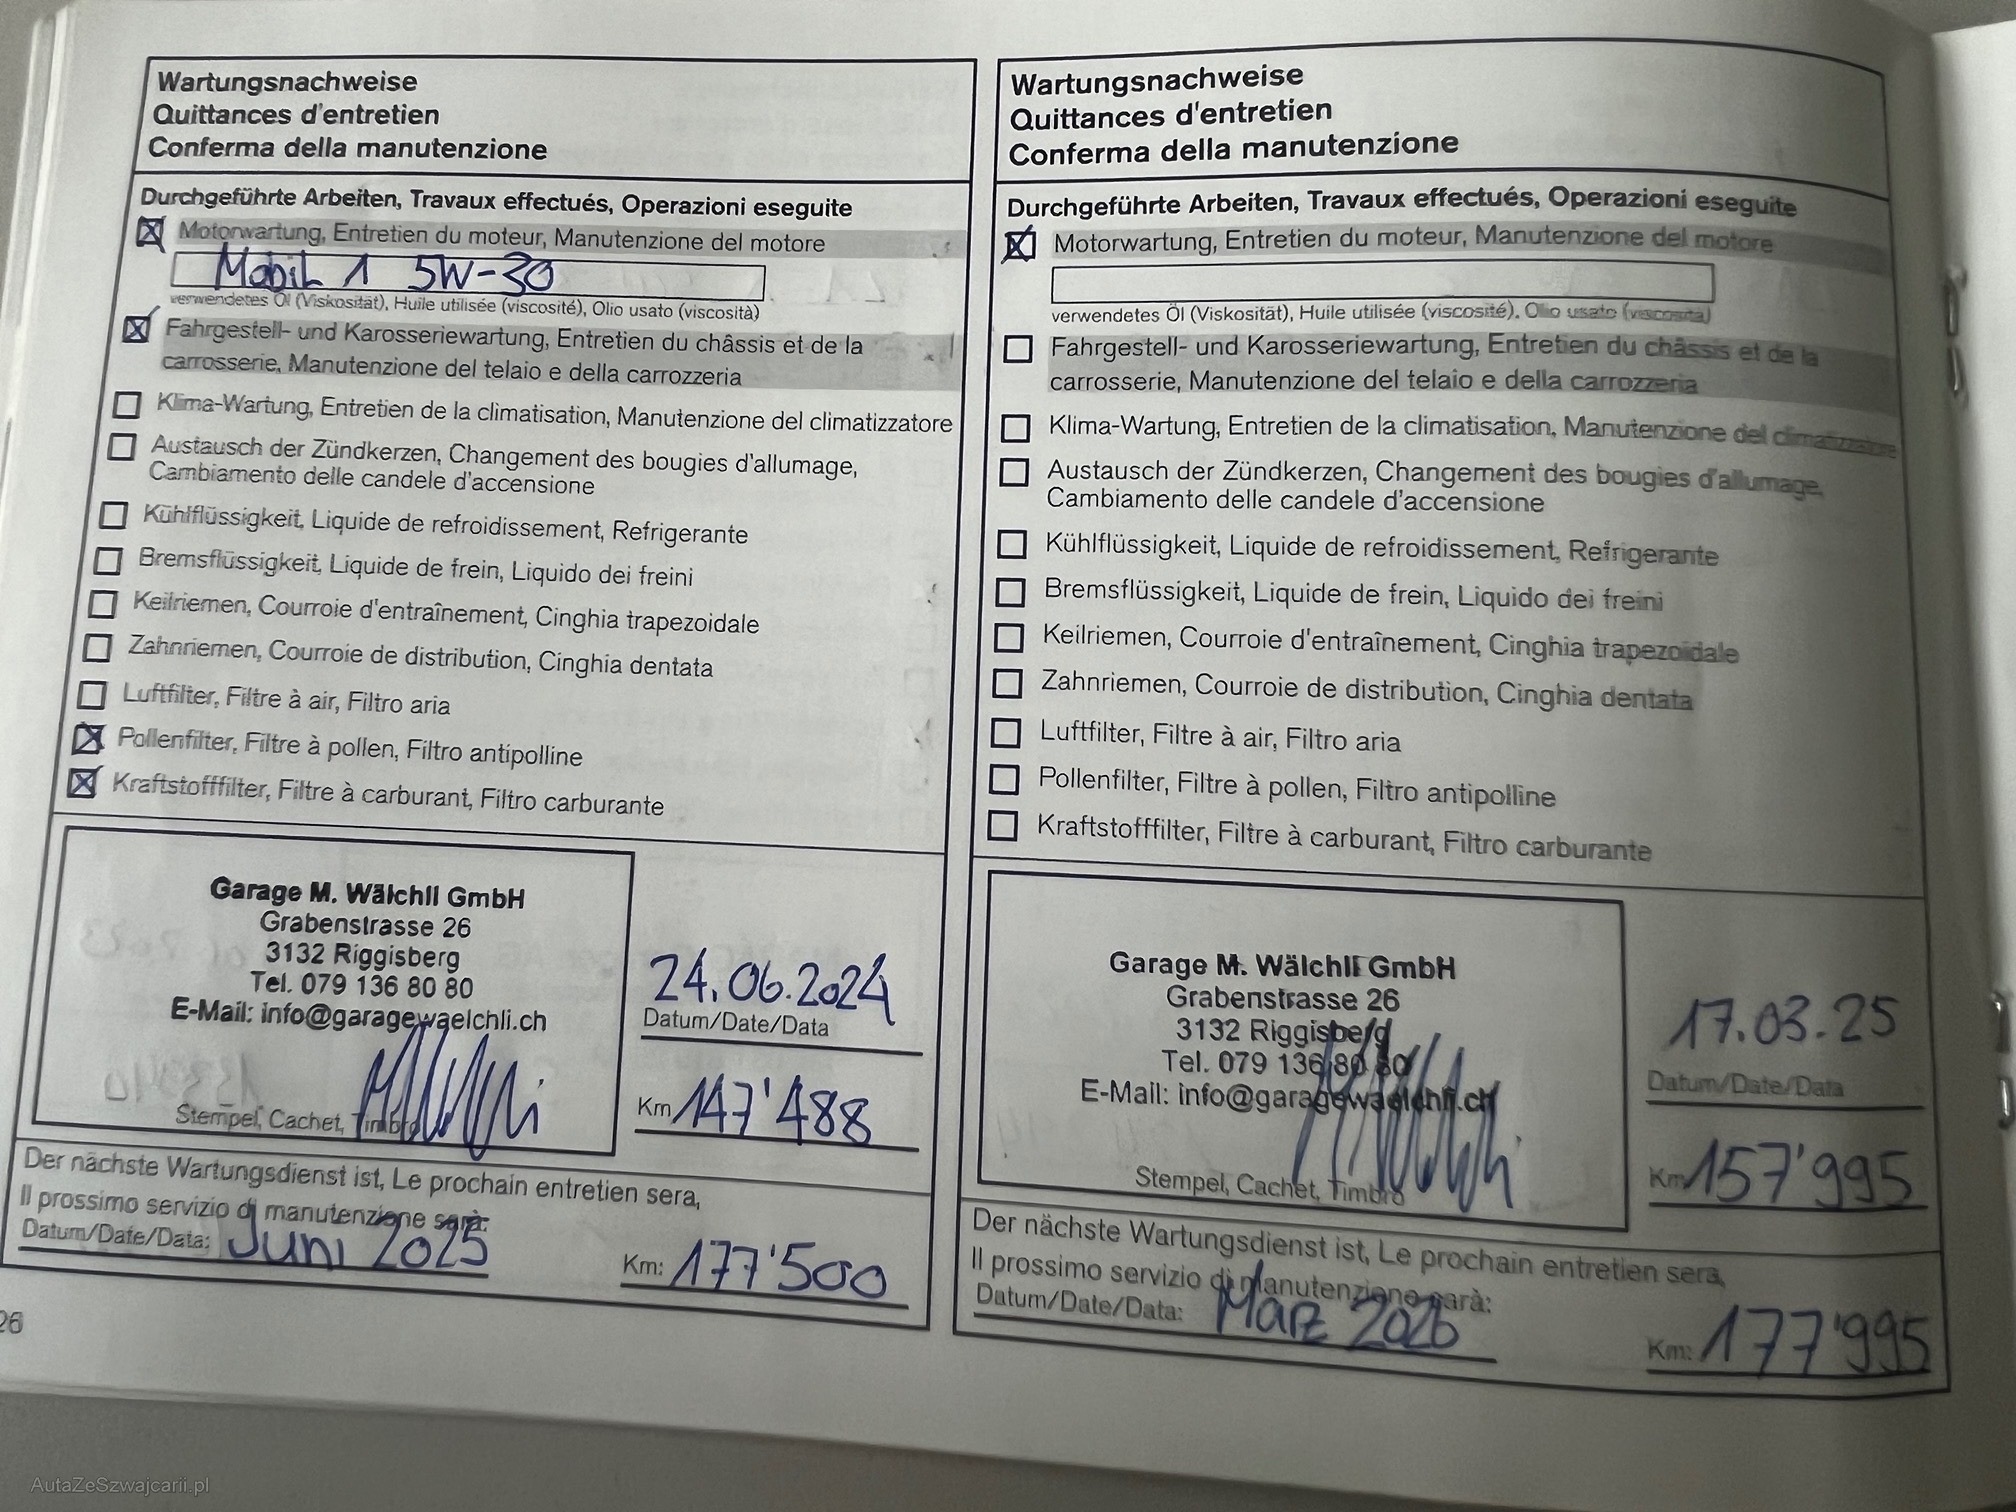 Wartungsnachweise
Quittances d'entretien
Conferma della manutenzione
Durchgeführte Arbeiten, Travaux effectués, Operazioni eseguite
Motorwartung, Entretien du moteur, Manutenzione del motore
Mobil 1 5W-30
verwendetes Öl (Viskosität), Huile utilisée (viscosité), Olio usato (viscosità)
Fahrgestell- und Karosseriewartung, Entretien du châssis et de la
carrosserie, Manutenzione del telaio e della carrozzeria
Klima-Wartung, Entretien de la climatisation, Manutenzione del climatizzatore
Austausch der Zündkerzen, Changement des bougies d'allumage,
Cambiamento delle candele d'accensione
Kühlflüssigkeit, Liquide de refroidissement, Refrigerante
Bremsflüssigkeit, Liquide de frein, Liquido dei freini
Keilriemen, Courroie d'entraînement, Cinghia trapezoidale
Zahnriemen, Courroie de distribution, Cinghia dentata
Luftfilter, Filtre à air, Filtro aria
Pollenfilter, Filtre à pollen, Filtro antipolline
Kraftstofffilter, Filtre à carburant, Filtro carburante
Garage M. Wälchli GmbH
Grabenstrasse 26
3132 Riggisberg
Tel. 079 136 80 80
E-Mail: info@garagewaelchli.ch
Stempel, Cachet, Timbro
24.06.2024
Datum/Date/Data
Km 147'488
Der nächste Wartungsdienst ist, Le prochain entretien sera,
Il prossimo servizio di manutenzione sarà:
Datum/Date/Data: Juni 2025
Km: 177'500
26
Wartungsnachweise
Quittances d'entretien
Conferma della manutenzione
Durchgeführte Arbeiten, Travaux effectués, Operazioni eseguite
Motorwartung, Entretien du moteur, Manutenzione del motore
verwendetes Öl (Viskosität), Huile utilisée (viscosité), Olio usato (viscosità)
Fahrgestell- und Karosseriewartung, Entretien du châssis et de la
carrosserie, Manutenzione del telaio e della carrozzeria
Klima-Wartung, Entretien de la climatisation, Manutenzione del climatizzatore
Austausch der Zündkerzen, Changement des bougies d'allumage,
Cambiamento delle candele d'accensione
Kühlflüssigkeit, Liquide de refroidissement, Refrigerante
Bremsflüssigkeit, Liquide de frein, Liquido dei freini
Keilriemen, Courroie d'entraînement, Cinghia trapezoidale
Zahnriemen, Courroie de distribution, Cinghia dentata
Luftfilter, Filtre à air, Filtro aria
Pollenfilter, Filtre à pollen, Filtro antipolline
Kraftstofffilter, Filtre à carburant, Filtro carburante
Garage M. Wälchli GmbH
Grabenstrasse 26
3132 Riggisberg
Tel. 079 136 80 80
E-Mail: info@garagewaelchli.ch
Stempel, Cachet, Timbro
17.03.25
Datum/Date/Data
Km 157'995
Der nächste Wartungsdienst ist, Le prochain entretien sera,
Il prossimo servizio di manutenzione sarà:
Datum/Date/Data: März 2026
Km: 177'995
AutaZeSzwajcarii.pl